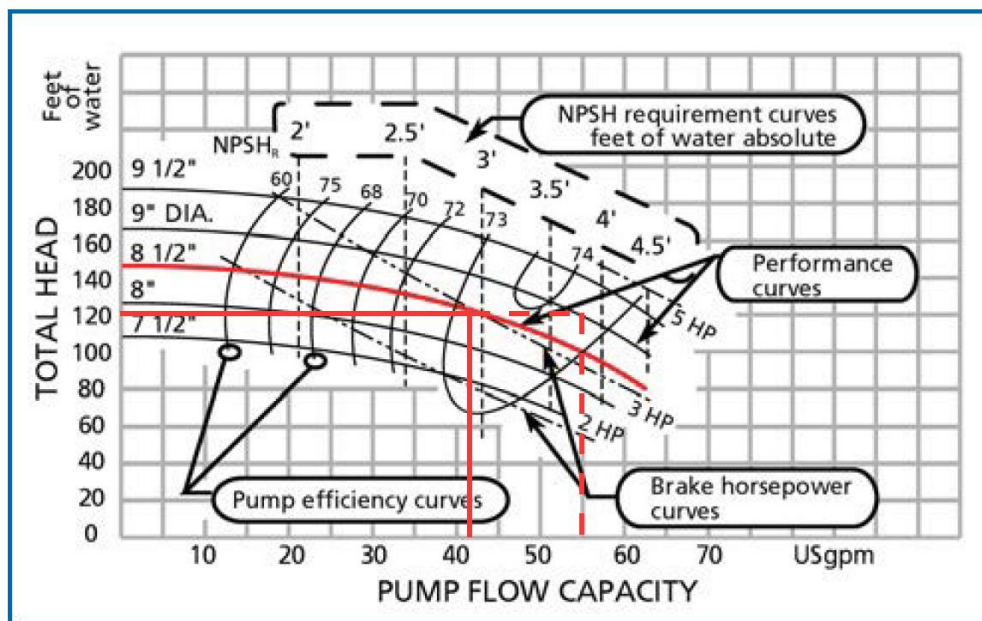 Feet
of
water
NPSH requirement curves
feet of water absolute
NPSHR 2' 2.5' 3' 3.5' 4' 4.5'
60 75 68 70 72 73 74
200 9 1/2"
180 9" DIA.
160
140 8 1/2"
120 8"
100 7 1/2"
80
60
40
20
0
TOTAL HEAD
Performance
curves
5 HP
3 HP
2 HP
Pump efficiency curves
Brake horsepower
curves
10 20 30 40 50 60 70 USgpm
PUMP FLOW CAPACITY